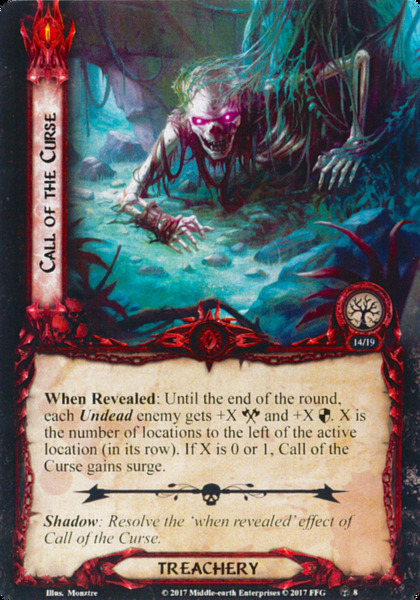 CALL OF THE CURSE
14/19
When Revealed: Until the end of the round,
each Undead enemy gets +X and +X . X is
the number of locations to the left of the active
location (in its row). If X is 0 or 1, Call of the
Curse gains surge.
Shadow: Resolve the ‘when revealed’ effect of
Call of the Curse.
TREACHERY
Illus. Monztre
© 2017 Middle-earth Enterprises © 2017 FFG
8